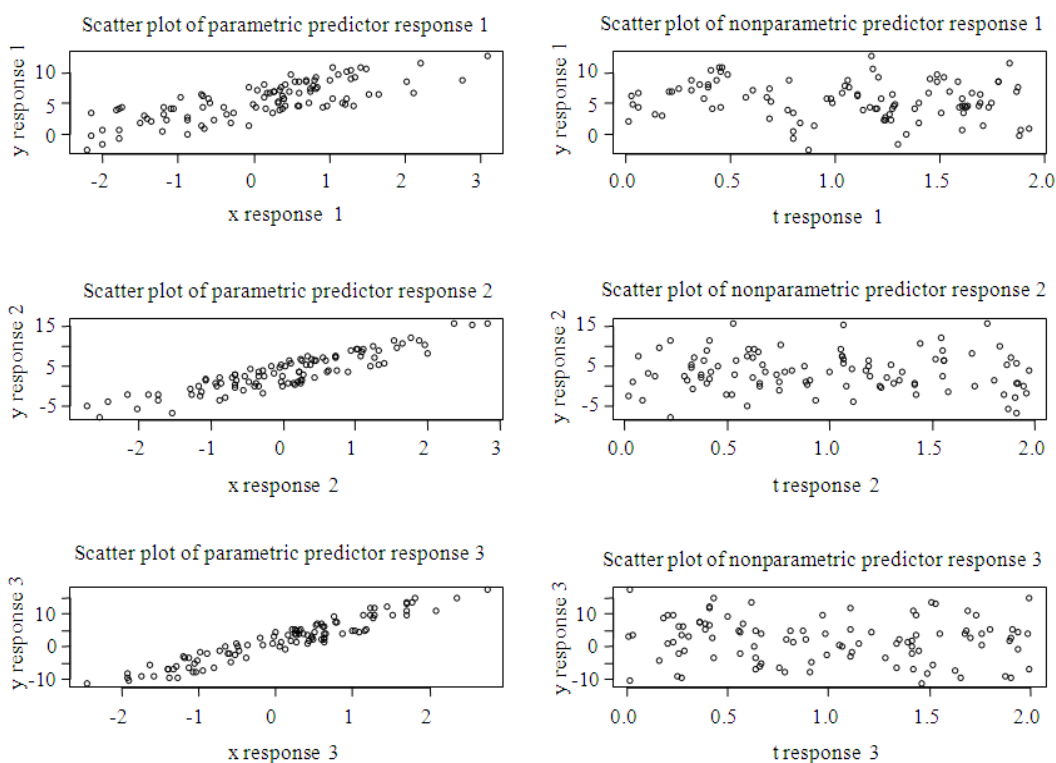 Scatter plot of parametric predictor response 1
y response 1
10
5
0
-2 -1 0 1 2 3
x response 1
Scatter plot of nonparametric predictor response 1
y response 1
10
5
0
0.0 0.5 1.0 1.5 2.0
t response 1
Scatter plot of parametric predictor response 2
y response 2
15
5
-5
-2 -1 0 1 2 3
x response 2
Scatter plot of nonparametric predictor response 2
y response 2
15
5
-5
0.0 0.5 1.0 1.5 2.0
t response 2
Scatter plot of parametric predictor response 3
y response 3
10
0
-10
-2 -1 0 1 2
x response 3
Scatter plot of nonparametric predictor response 3
y response 3
10
0
-10
0.0 0.5 1.0 1.5 2.0
t response 3